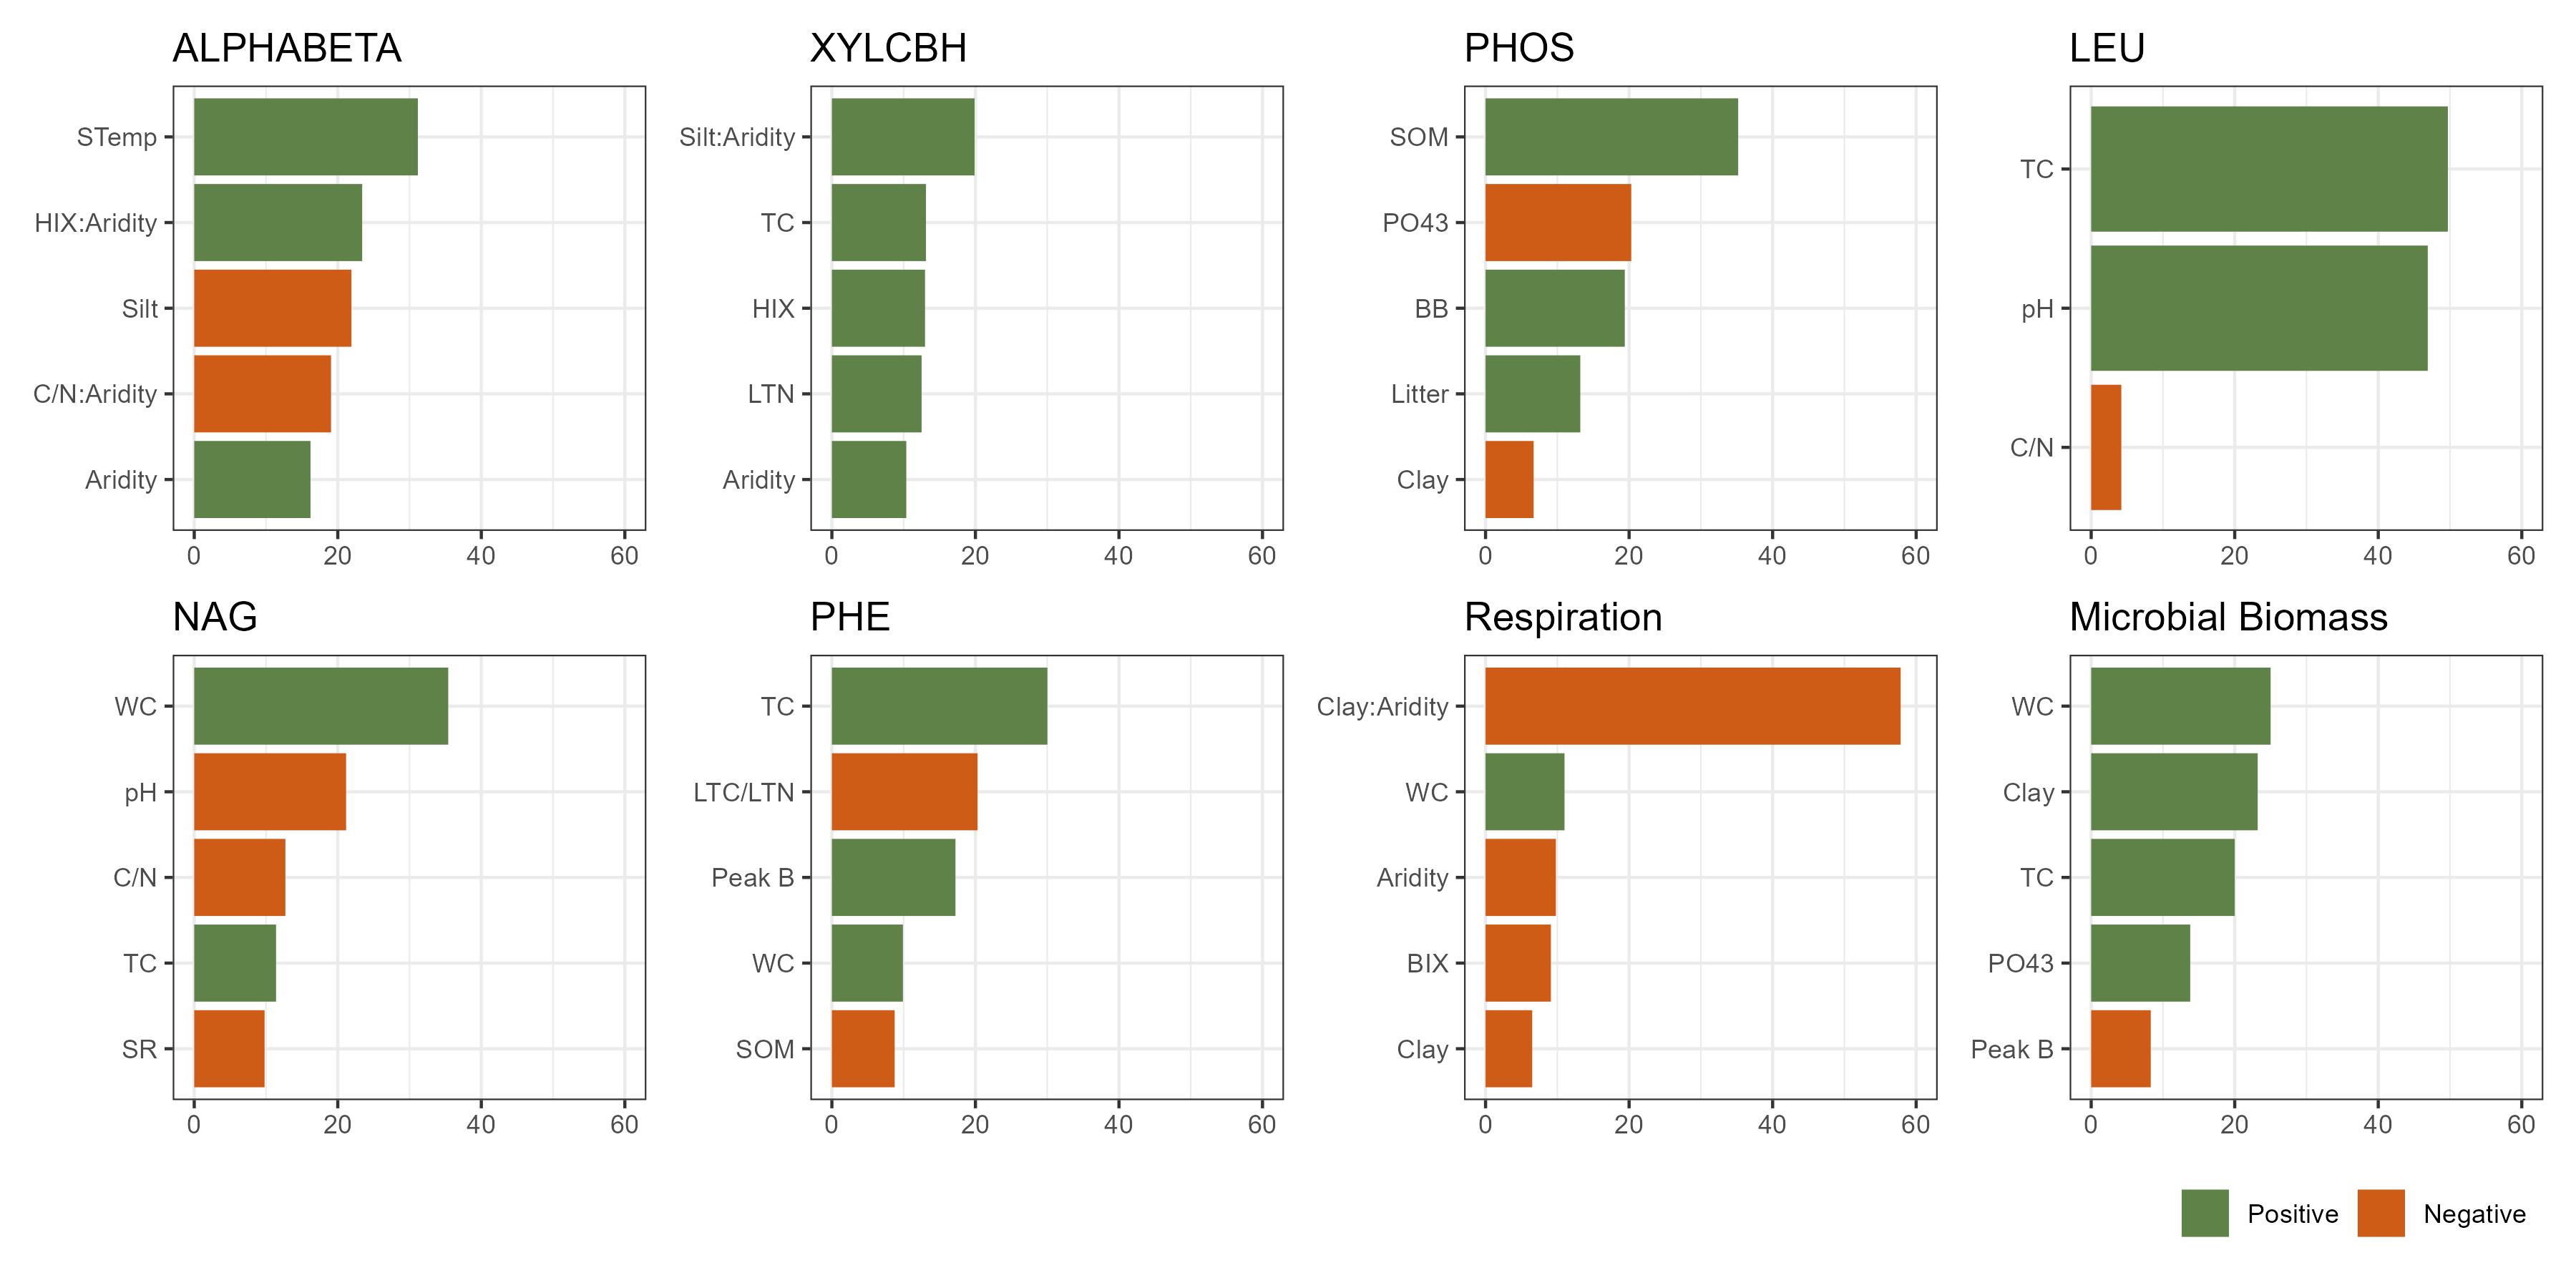 ALPHABETA
STemp
HIX:Aridity
Silt
C/N:Aridity
Aridity
0 20 40 60
XYLCBH
Silt:Aridity
TC
HIX
LTN
Aridity
0 20 40 60
PHOS
SOM
PO43
BB
Litter
Clay
0 20 40 60
LEU
TC
pH
C/N
0 20 40 60
NAG
WC
pH
C/N
TC
SR
0 20 40 60
PHE
TC
LTC/LTN
Peak B
WC
SOM
0 20 40 60
Respiration
Clay:Aridity
WC
Aridity
BIX
Clay
0 20 40 60
Microbial Biomass
WC
Clay
TC
PO43
Peak B
0 20 40 60
Positive Negative